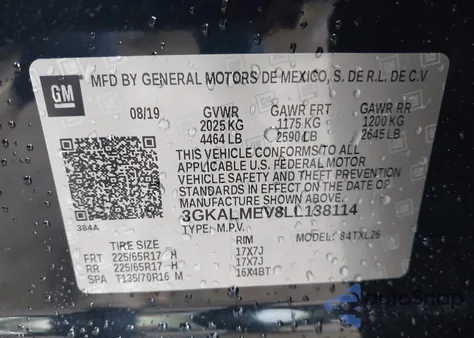 GM
MFD BY GENERAL MOTORS DE MEXICO, S. DE R.L. DE C.V
08/19 GVWR GAWR FRT GAWR RR
2025 KG 1175 KG 1200 KG
4464 LB 2590 LB 2645 LB
THIS VEHICLE CONFORMS TO ALL
APPLICABLE U.S. FEDERAL MOTOR
VEHICLE SAFETY AND THEFT PREVENTION
STANDARDS IN EFFECT ON THE DATE OF
MANUFACTURE SHOWN ABOVE.
3GKALMEV8LL138114
384A TYPE: M.P.V. MODEL: 84TXL26
TIRE SIZE RIM
FRT 225/65R17 H 17X7J
RR 225/65R17 H 17X7J
SPA T135/70R16 M 16X4BT
AutoSnap